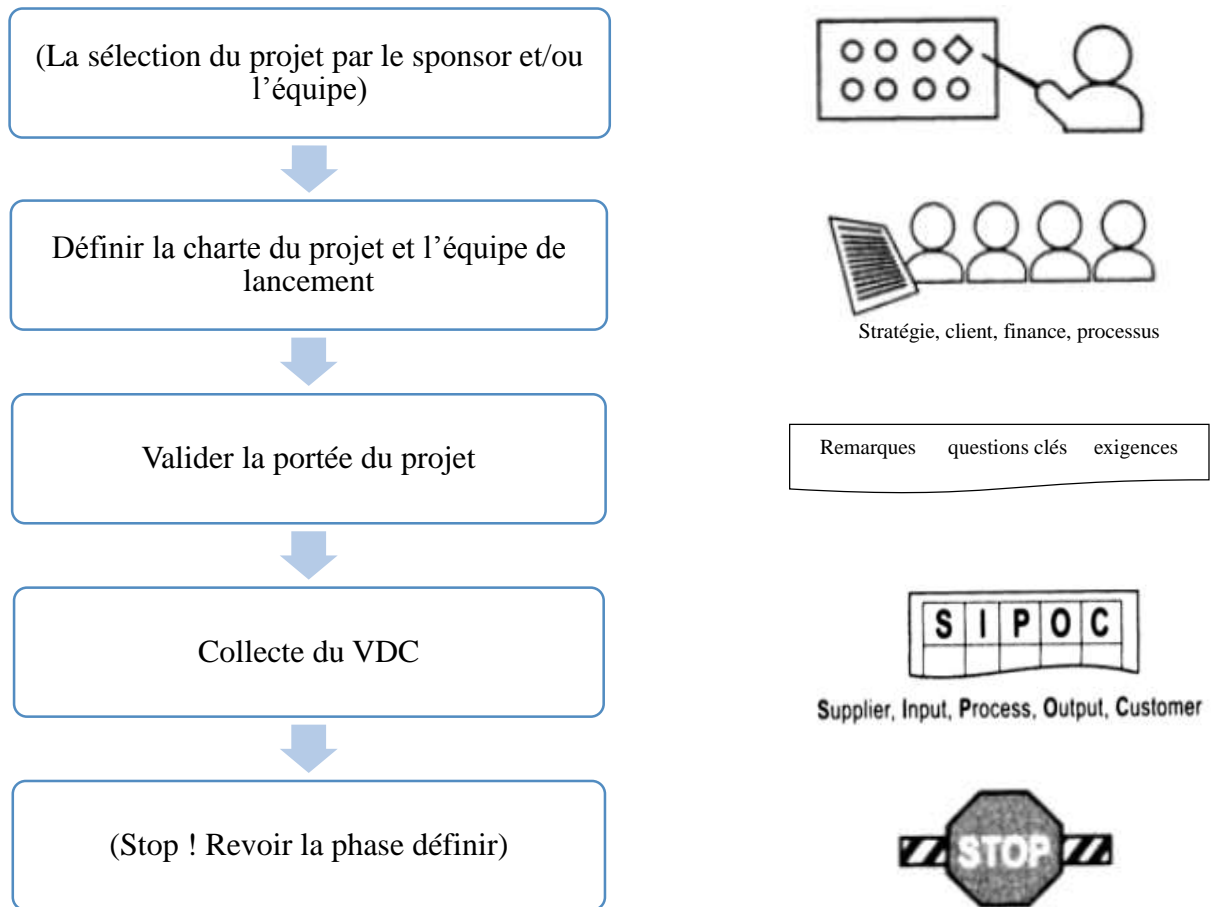 (La sélection du projet par le sponsor et/ou
l’équipe)
Définir la charte du projet et l’équipe de
lancement
Stratégie, client, finance, processus
Valider la portée du projet
Remarques questions clés exigences
Collecte du VDC
S I P O C
Supplier, Input, Process, Output, Customer
(Stop ! Revoir la phase définir)
STOP